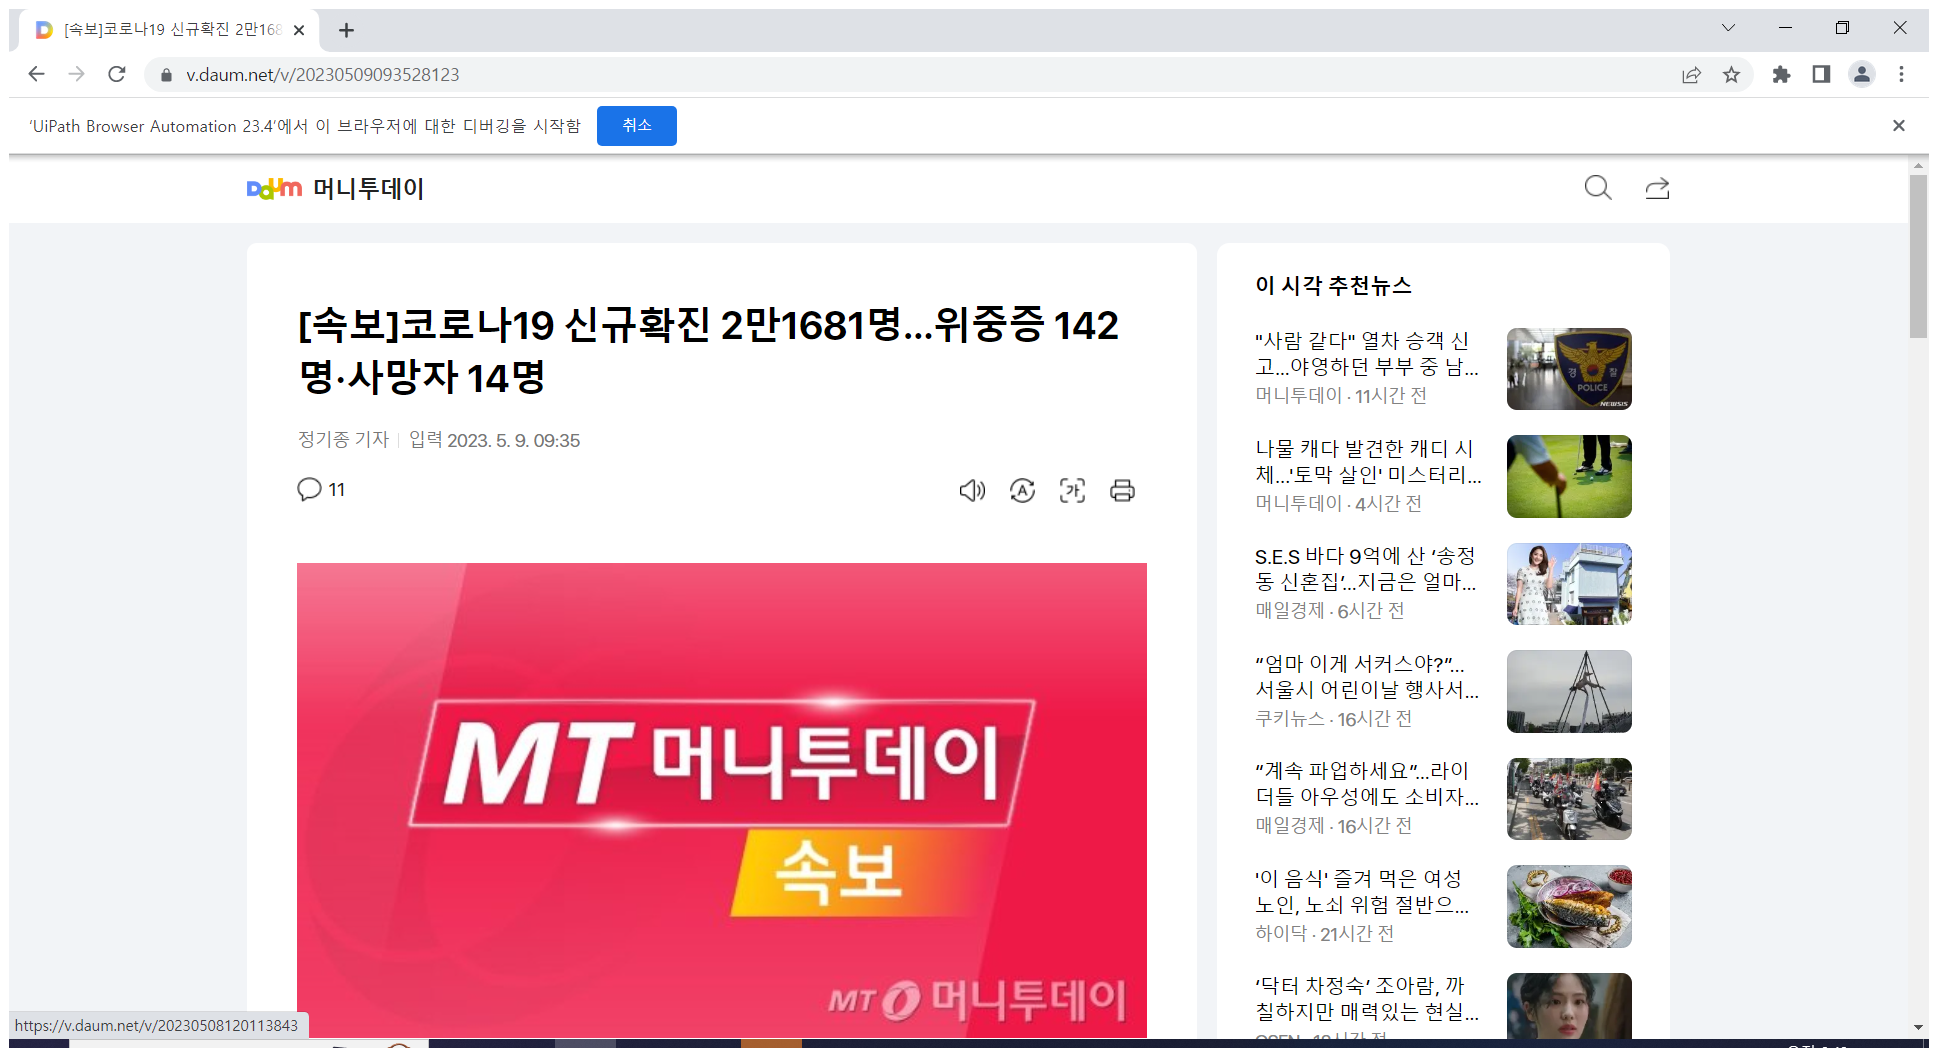 [속보]코로나19 신규확진 2만168
v.daum.net/v/20230509093528123
'UiPath Browser Automation 23.4'에서 이 브라우저에 대한 디버깅을 시작함
취소
Daum 머니투데이
[속보]코로나19 신규확진 2만1681명...위중증 142
명·사망자 14명
정기종 기자
입력 2023. 5. 9. 09:35
11
가
MT 머니투데이
속보
MT 머니투데이
이 시각 추천뉴스
"사람 같다" 열차 승객 신
고...야영하던 부부 중 남...
머니투데이 · 11시간 전
경찰
POLICE
NEWSIS
나물 캐다 발견한 캐디 시
체...'토막 살인' 미스터리...
머니투데이 · 4시간 전
S.E.S 바다 9억에 산 ‘송정
동 신혼집’...지금은 얼마...
매일경제 · 6시간 전
“엄마 이게 서커스야?”...
서울시 어린이날 행사서...
쿠키뉴스 · 16시간 전
“계속 파업하세요”...라이
더들 아우성에도 소비자...
매일경제 · 16시간 전
'이 음식' 즐겨 먹은 여성
노인, 노쇠 위험 절반으...
하이닥 · 21시간 전
‘닥터 차정숙’ 조아람, 까
칠하지만 매력있는 현실...
https://v.daum.net/v/20230508120113843